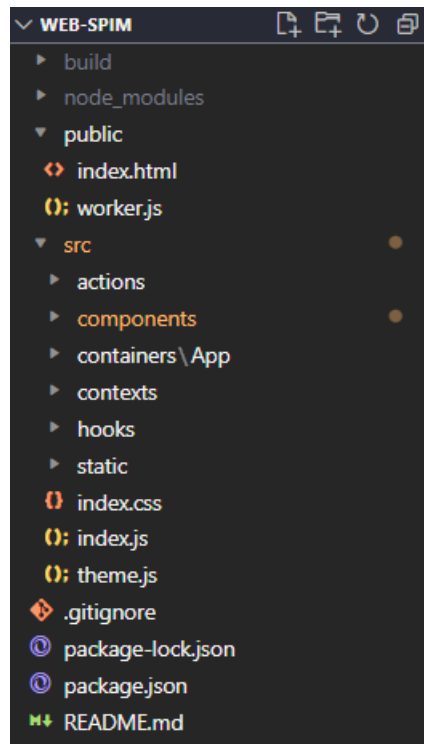 WEB-SPIM
build
node_modules
public
index.html
worker.js
src
actions
components
containers\App
contexts
hooks
static
index.css
index.js
theme.js
.gitignore
package-lock.json
package.json
README.md